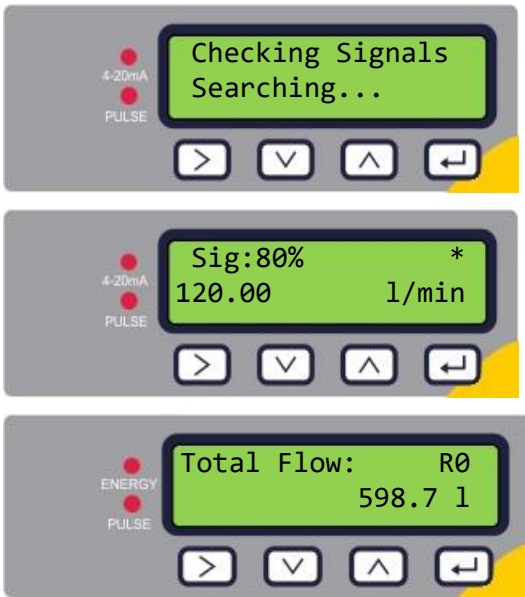 Checking Signals
4-20mA
Searching...
PULSE
Sig:80% *
4-20mA
120.00 l/min
PULSE
Total Flow: R0
ENERGY
598.7 l
PULSE